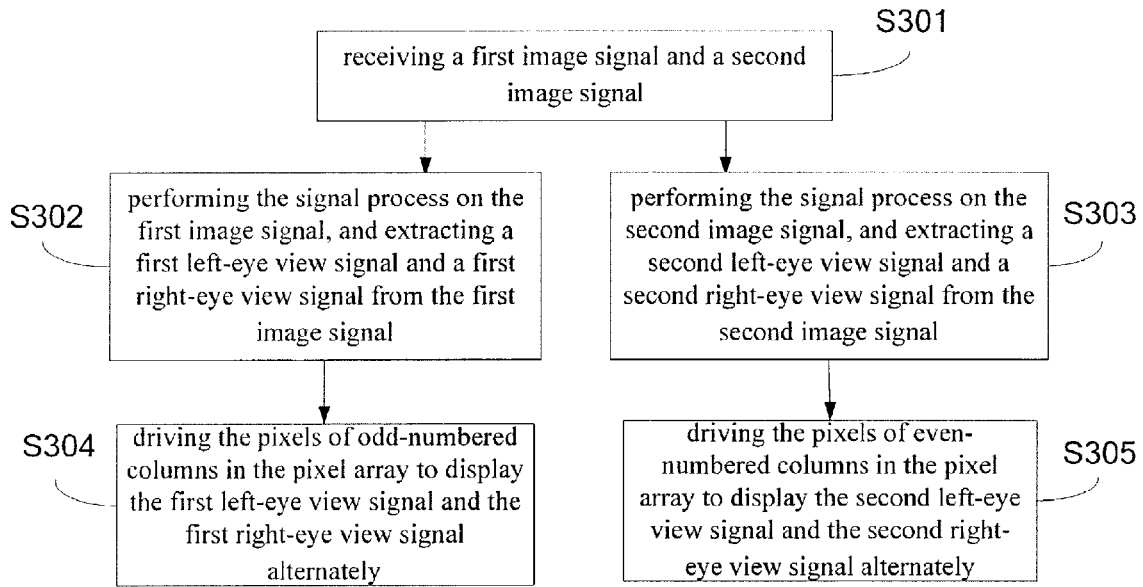 S301
receiving a first image signal and a second
image signal
S302
performing the signal process on the
first image signal, and extracting a
first left-eye view signal and a first
right-eye view signal from the first
image signal
performing the signal process on the
second image signal, and extracting a
second left-eye view signal and a
second right-eye view signal from the
second image signal
S303
S304
driving the pixels of odd-numbered
columns in the pixel array to display
the first left-eye view signal and the
first right-eye view signal
alternately
driving the pixels of even-
numbered columns in the pixel
array to display the second left-eye
view signal and the second right-
eye view signal alternately
S305